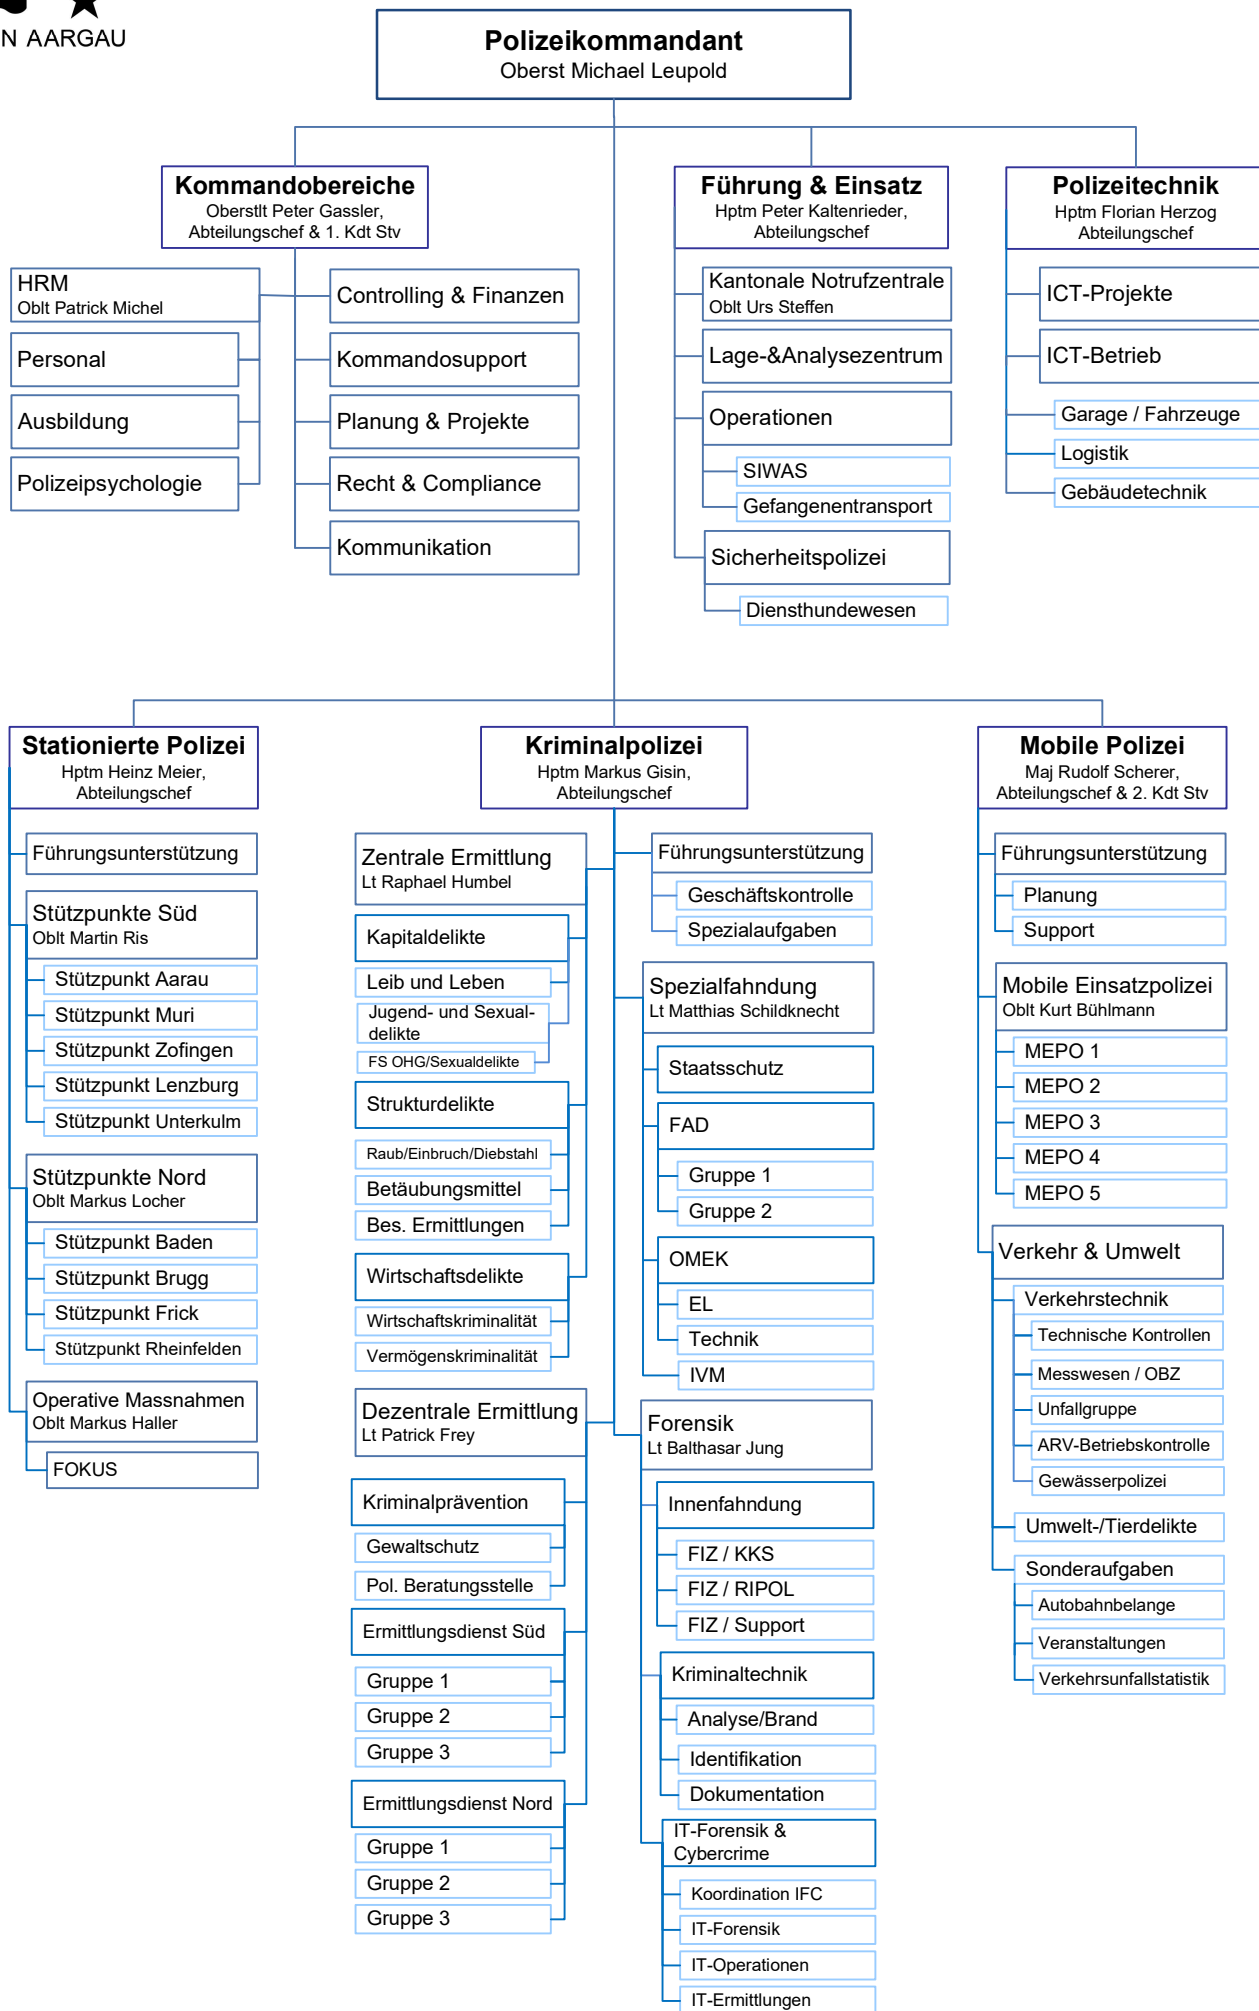 N AARGAU
Polizeikommandant
Oberst Michael Leupold
Kommandobereiche
Oberstlt Peter Gassler,
Abteilungschef & 1. Kdt Stv
HRM
Oblt Patrick Michel
Personal
Ausbildung
Polizeipsychologie
Controlling & Finanzen
Kommandosupport
Planung & Projekte
Recht & Compliance
Kommunikation
Führung & Einsatz
Hptm Peter Kaltenrieder,
Abteilungschef
Kantonale Notrufzentrale
Oblt Urs Steffen
Lage-&Analysezentrum
Operationen
SIWAS
Gefangenentransport
Sicherheitspolizei
Diensthundewesen
Polizeitechnik
Hptm Florian Herzog
Abteilungschef
ICT-Projekte
ICT-Betrieb
Garage / Fahrzeuge
Logistik
Gebäudetechnik
Stationierte Polizei
Hptm Heinz Meier,
Abteilungschef
Führungsunterstützung
Stützpunkte Süd
Oblt Martin Ris
Stützpunkt Aarau
Stützpunkt Muri
Stützpunkt Zofingen
Stützpunkt Lenzburg
Stützpunkt Unterkulm
Stützpunkte Nord
Oblt Markus Locher
Stützpunkt Baden
Stützpunkt Brugg
Stützpunkt Frick
Stützpunkt Rheinfelden
Operative Massnahmen
Oblt Markus Haller
FOKUS
Kriminalpolizei
Hptm Markus Gisin,
Abteilungschef
Zentrale Ermittlung
Lt Raphael Humbel
Kapitaldelikte
Leib und Leben
Jugend- und Sexual-
delikte
FS OHG/Sexualdelikte
Strukturdelikte
Raub/Einbruch/Diebstahl
Betäubungsmittel
Bes. Ermittlungen
Wirtschaftsdelikte
Wirtschaftskriminalität
Vermögenskriminalität
Dezentrale Ermittlung
Lt Patrick Frey
Kriminalprävention
Gewaltschutz
Pol. Beratungsstelle
Ermittlungsdienst Süd
Gruppe 1
Gruppe 2
Gruppe 3
Ermittlungsdienst Nord
Gruppe 1
Gruppe 2
Gruppe 3
Führungsunterstützung
Geschäftskontrolle
Spezialaufgaben
Spezialfahndung
Lt Matthias Schildknecht
Staatsschutz
FAD
Gruppe 1
Gruppe 2
OMEK
EL
Technik
IVM
Forensik
Lt Balthasar Jung
Innenfahndung
FIZ / KKS
FIZ / RIPOL
FIZ / Support
Kriminaltechnik
Analyse/Brand
Identifikation
Dokumentation
IT-Forensik &
Cybercrime
Koordination IFC
IT-Forensik
IT-Operationen
IT-Ermittlungen
Mobile Polizei
Maj Rudolf Scherer,
Abteilungschef & 2. Kdt Stv
Führungsunterstützung
Planung
Support
Mobile Einsatzpolizei
Oblt Kurt Bühlmann
MEPO 1
MEPO 2
MEPO 3
MEPO 4
MEPO 5
Verkehr & Umwelt
Verkehrstechnik
Technische Kontrollen
Messwesen / OBZ
Unfallgruppe
ARV-Betriebskontrolle
Gewässerpolizei
Umwelt-/Tierdelikte
Sonderaufgaben
Autobahnbelange
Veranstaltungen
Verkehrsunfallstatistik